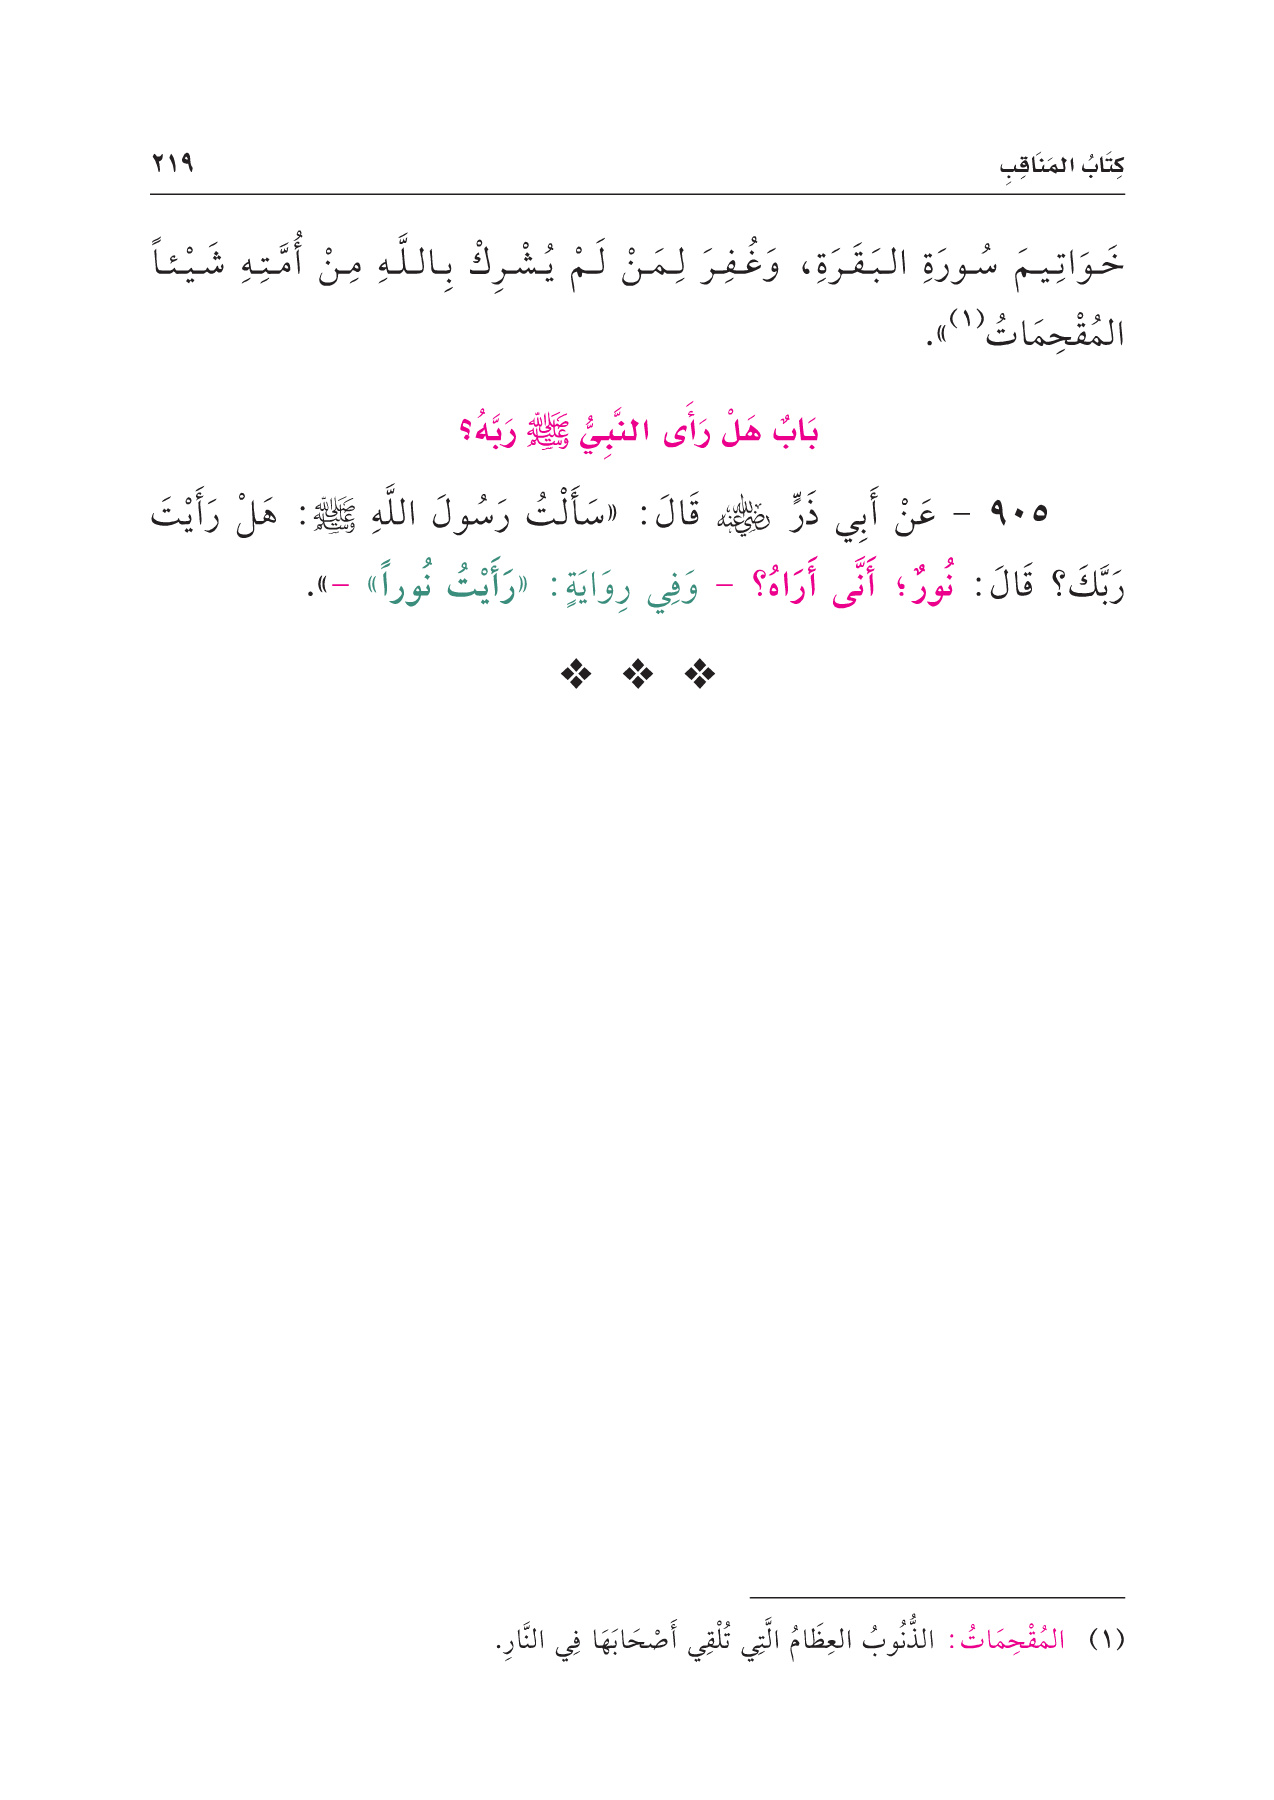 كِتَابُ المَنَاقِبِ ٢١٩
خَوَاتِيمَ سُورَةِ البَقَرَةِ، وَغُفِرَ لِمَنْ لَمْ يُشْرِكْ بِاللَّهِ مِنْ أُمَّتِهِ شَيْئاً
المُقْحِمَاتُ(١)».
بَابٌ هَلْ رَأَى النَّبِيُّ ﷺ رَبَّهُ؟
٩٠٥ - عَنْ أَبِي ذَرٍّ رضي الله عنه قَالَ: «سَأَلْتُ رَسُولَ اللَّهِ ﷺ: هَلْ رَأَيْتَ
رَبَّكَ؟ قَالَ: نُورٌ؛ أَنَّى أَرَاهُ؟ - وَفِي رِوَايَةٍ: «رَأَيْتُ نُوراً» -».
(١) المُقْحِمَاتُ: الذُّنُوبُ العِظَامُ الَّتِي تُلْقِي أَصْحَابَهَا فِي النَّارِ.